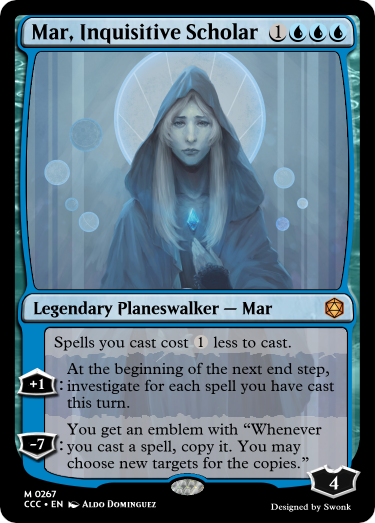 Mar, Inquisitive Scholar 1
Legendary Planeswalker — Mar
Spells you cast cost 1 less to cast.
At the beginning of the next end step,
+1: investigate for each spell you have cast
this turn.
You get an emblem with “Whenever
-7: you cast a spell, copy it. You may
choose new targets for the copies.”
4
M 0267
CCC • EN Aldo Dominguez
Designed by Swonk